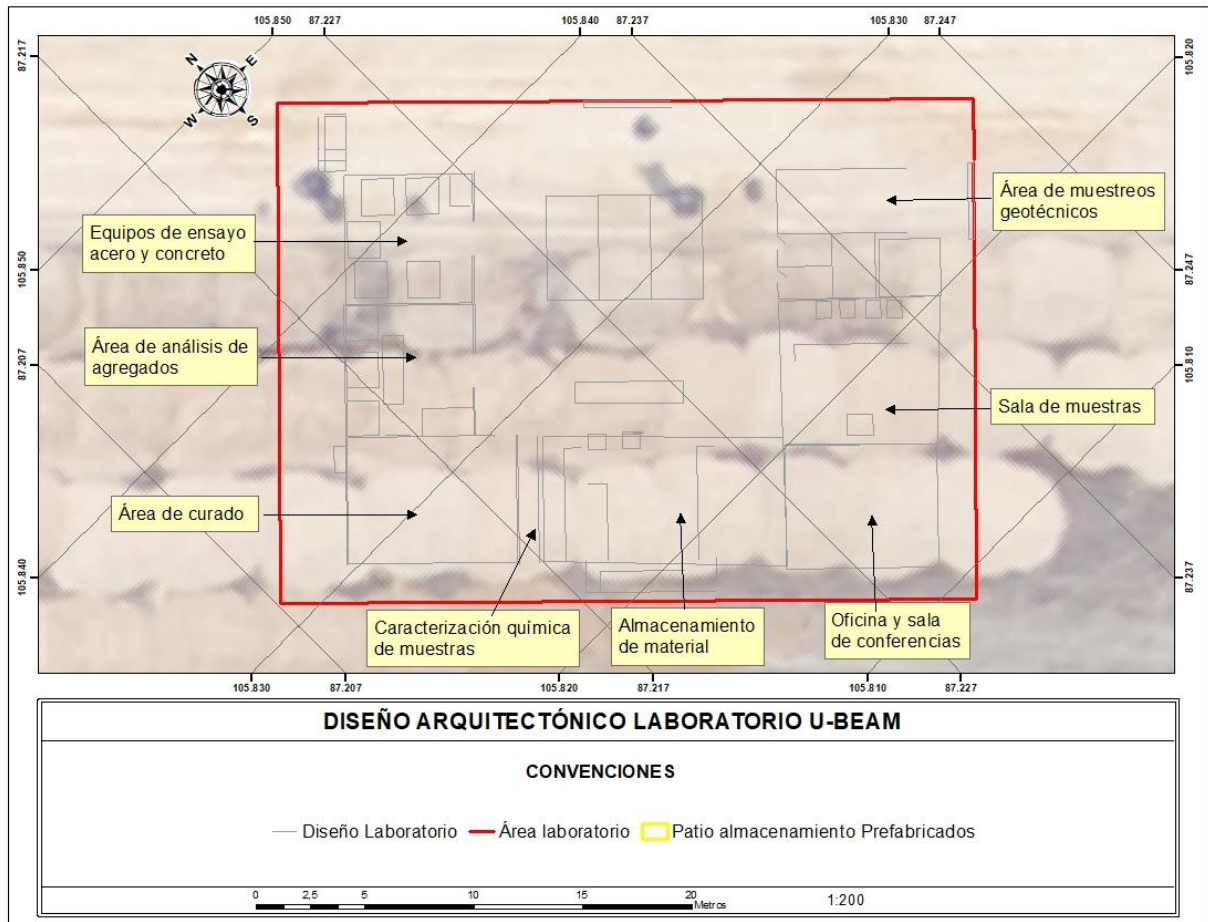 105.850 87.227 105.840 87.237 105.830 87.247
87.217
105.820
N
E
W
S
Equipos de ensayo
acero y concreto
Área de muestreos
geotécnicos
105.850
87.247
Área de análisis de
agregados
87.207
105.810
Sala de muestras
Área de curado
105.840
87.237
Caracterización química
de muestras
Almacenamiento
de material
Oficina y sala
de conferencias
105.830 87.207 105.820 87.217 105.810 87.227
DISEÑO ARQUITECTÓNICO LABORATORIO U-BEAM
CONVENCIONES
Diseño Laboratorio Área laboratorio Patio almacenamiento Prefabricados
0 2,5 5 10 15 20
Metros
1:200